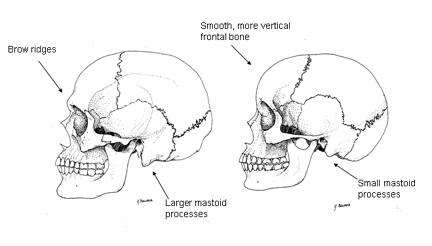 Smooth, more vertical
frontal bone
Brow ridges
Small mastoid
processes
Larger mastoid
processes